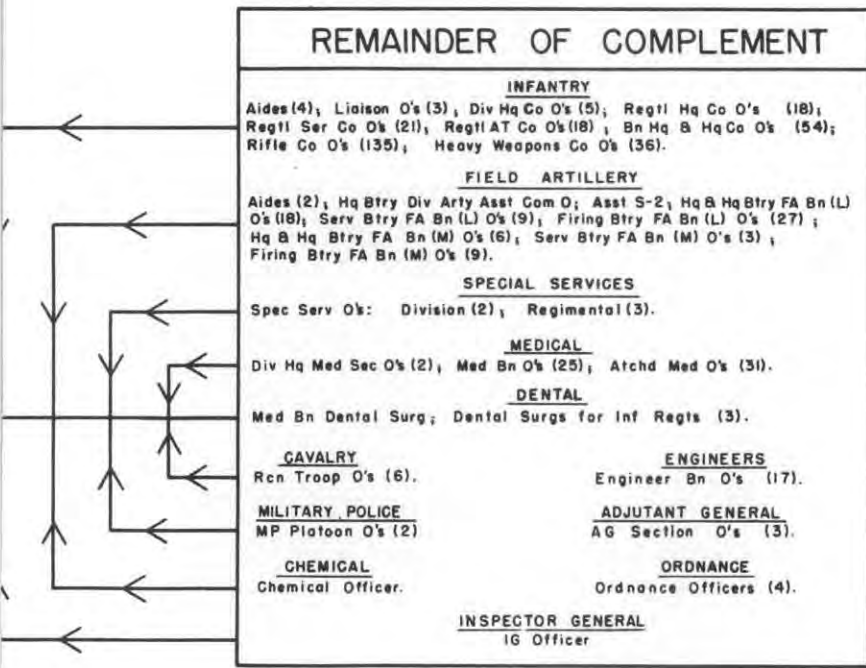 REMAINDER OF COMPLEMENT
INFANTRY
Aides (4); Liaison O's (3), Div Hq Co O's (5); Regtl Hq Co O's (18);
Regtl Ser Co O's (21); Regtl AT Co O's (18), Bn Hq & Hq Co O's (54);
Rifle Co O's (135); Heavy Weapons Co O's (36).
FIELD ARTILLERY
Aides (2); Hq Btry Div Arty Asst Com O; Asst S-2; Hq & Hq Btry FA Bn (L)
O's (18); Serv Btry FA Bn (L) O's (9); Firing Btry FA Bn (L) O's (27);
Hq & Hq Btry FA Bn (M) O's (6); Serv Btry FA Bn (M) O's (3);
Firing Btry FA Bn (M) O's (9).
SPECIAL SERVICES
Spec Serv O's: Division (2); Regimental (3).
MEDICAL
Div Hq Med Sec O's (2); Med Bn O's (25); Atchd Med O's (31).
DENTAL
Med Bn Dental Surg; Dental Surgs for Inf Regts (3).
CAVALRY
Rcn Troop O's (6).
ENGINEERS
Engineer Bn O's (17).
MILITARY POLICE
MP Platoon O's (2)
ADJUTANT GENERAL
AG Section O's (3).
CHEMICAL
Chemical Officer.
ORDNANCE
Ordnance Officers (4).
INSPECTOR GENERAL
IG Officer